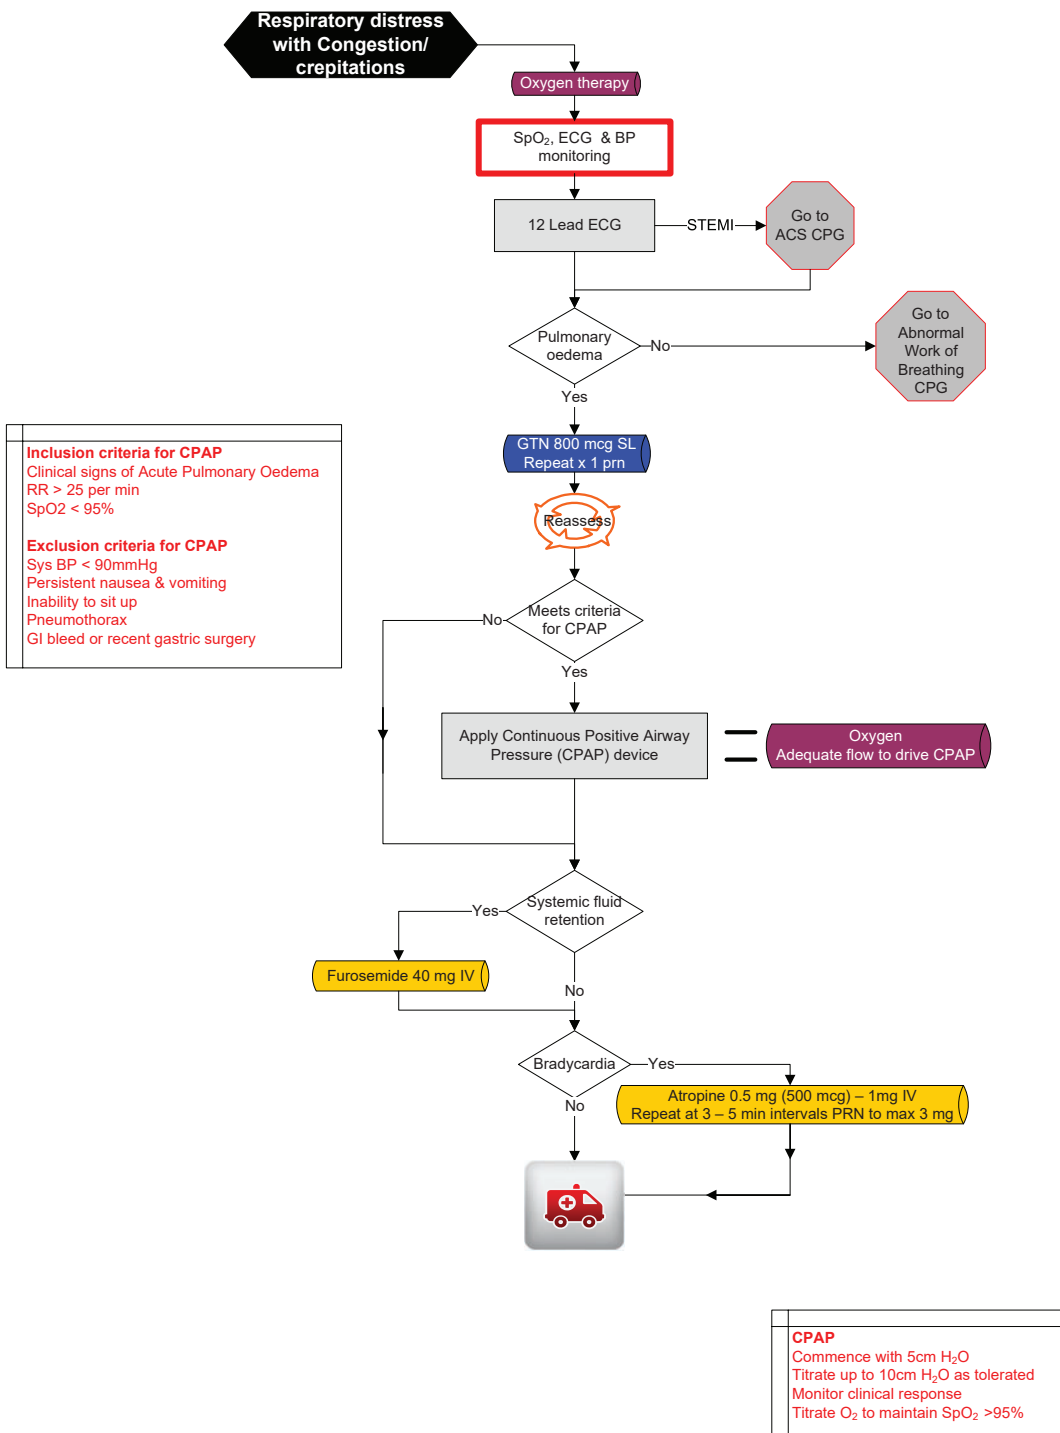 Respiratory distress
with Congestion/
crepitations
Oxygen therapy
SpO₂, ECG & BP
monitoring
12 Lead ECG
STEMI
Go to
ACS CPG
Pulmonary
oedema
No
Go to
Abnormal
Work of
Breathing
CPG
Yes
GTN 800 mcg SL
Repeat x 1 prn
Inclusion criteria for CPAP
Clinical signs of Acute Pulmonary Oedema
RR > 25 per min
SpO2 < 95%
Exclusion criteria for CPAP
Sys BP < 90mmHg
Persistent nausea & vomiting
Inability to sit up
Pneumothorax
GI bleed or recent gastric surgery
Reassess
Meets criteria
for CPAP
No
Yes
Apply Continuous Positive Airway
Pressure (CPAP) device
Oxygen
Adequate flow to drive CPAP
Systemic fluid
retention
Yes
Furosemide 40 mg IV
No
Bradycardia
Yes
Atropine 0.5 mg (500 mcg) – 1mg IV
Repeat at 3 – 5 min intervals PRN to max 3 mg
No
CPAP
Commence with 5cm H₂O
Titrate up to 10cm H₂O as tolerated
Monitor clinical response
Titrate O₂ to maintain SpO₂ >95%